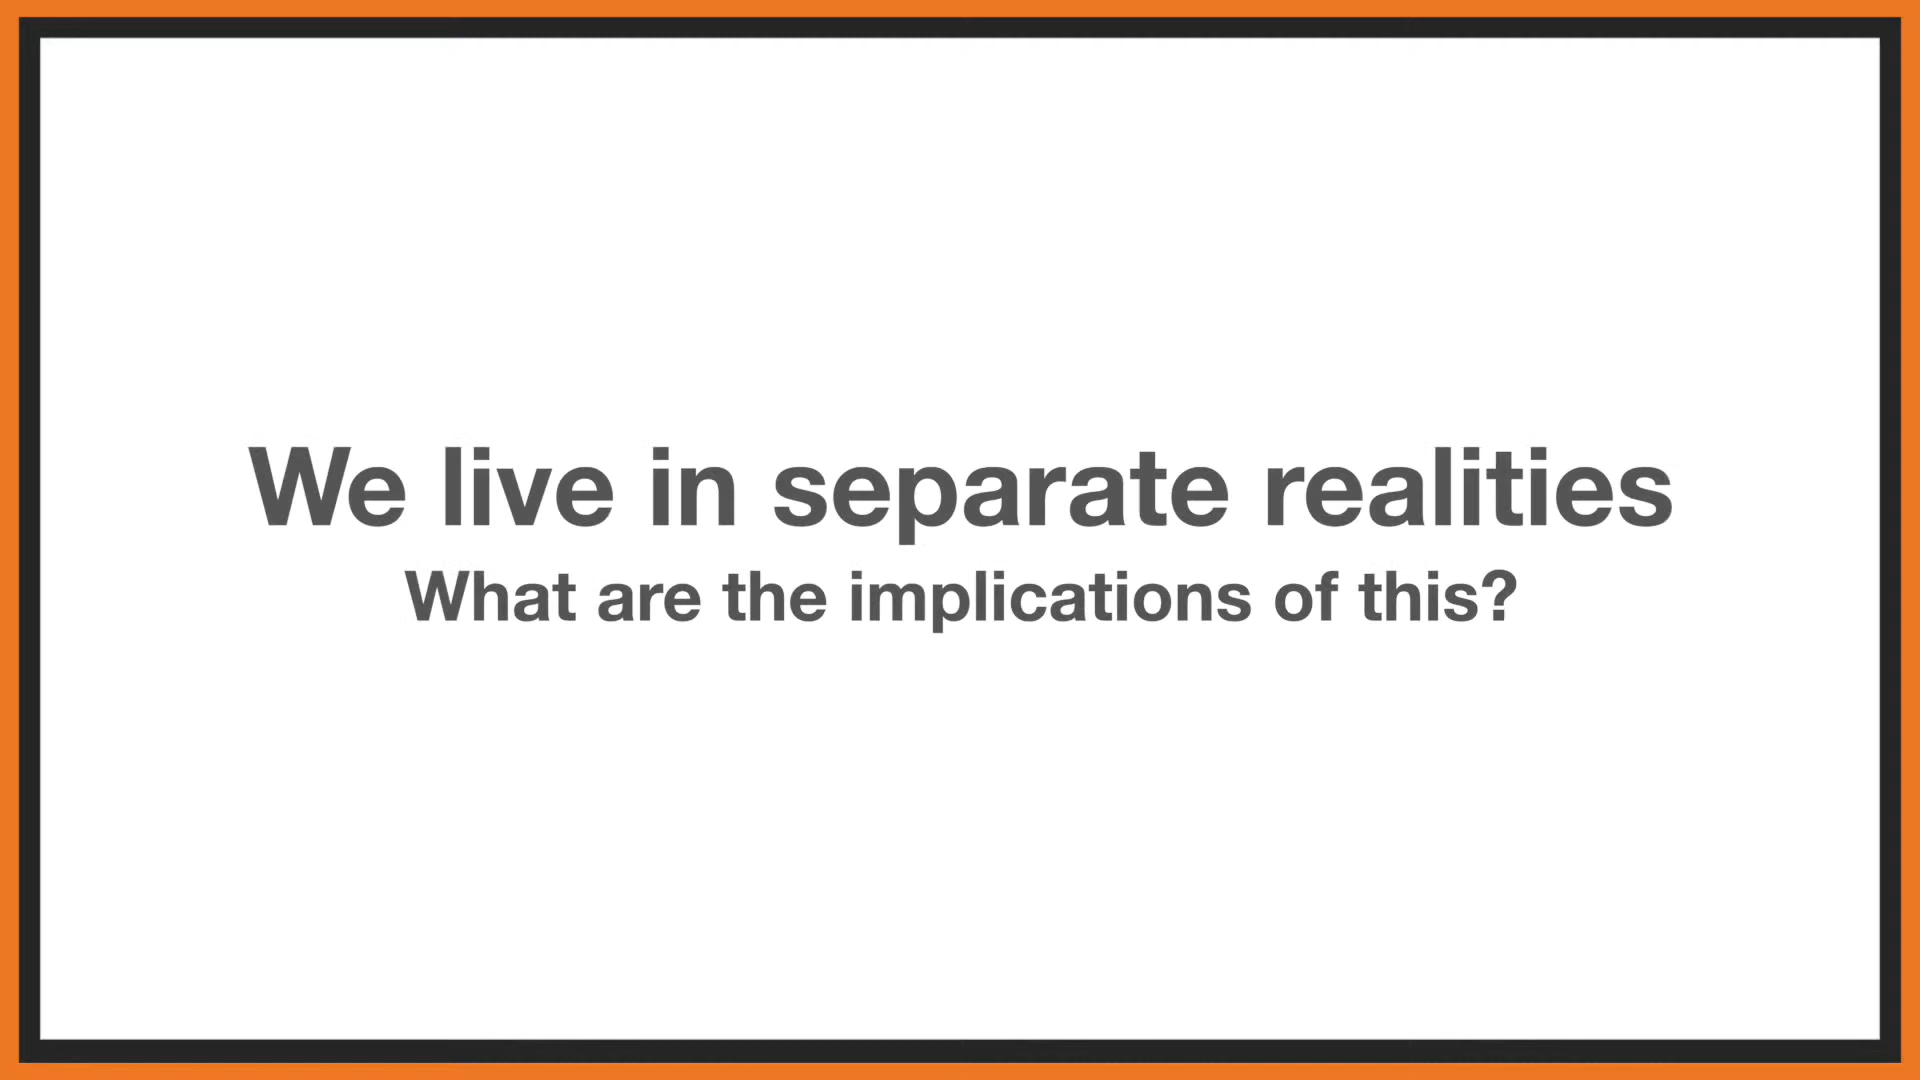 We live in separate realities
What are the implications of this?